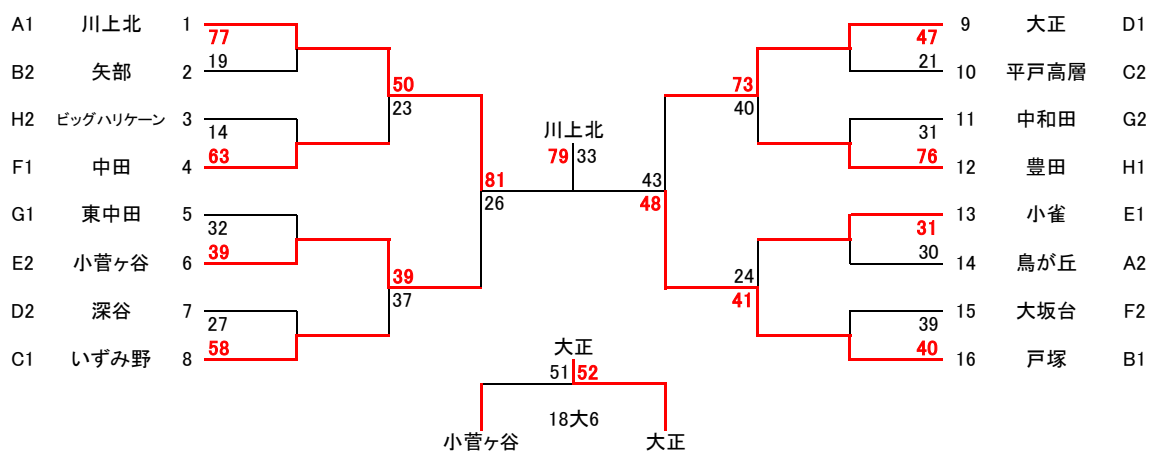 A1 川上北 1 77
B2 矢部 2 19
H2 ビッグハリケーン 3 14
F1 中田 4 63
G1 東中田 5 32
E2 小菅ヶ谷 6 39
D2 深谷 7 27
C1 いずみ野 8 58
50
23
39
37
81
26
川上北
79 33
43
48
73
40
24
41
47 9 大正 D1
21 10 平戸高層 C2
31 11 中和田 G2
76 12 豊田 H1
31 13 小雀 E1
30 14 鳥が丘 A2
39 15 大坂台 F2
40 16 戸塚 B1
大正
51 52
18大6
小菅ヶ谷 大正